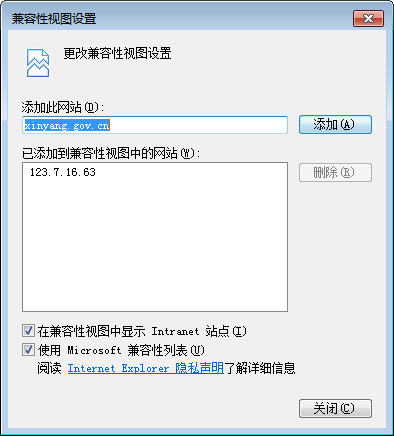 兼容性视图设置
更改兼容性视图设置
添加此网站(D):
xinyang.gov.cn
添加(A)
已添加到兼容性视图中的网站(W):
123.7.16.63
删除(R)
在兼容性视图中显示 Intranet 站点(I)
使用 Microsoft 兼容性列表(U)
阅读 Internet Explorer 隐私声明了解详细信息
关闭(C)